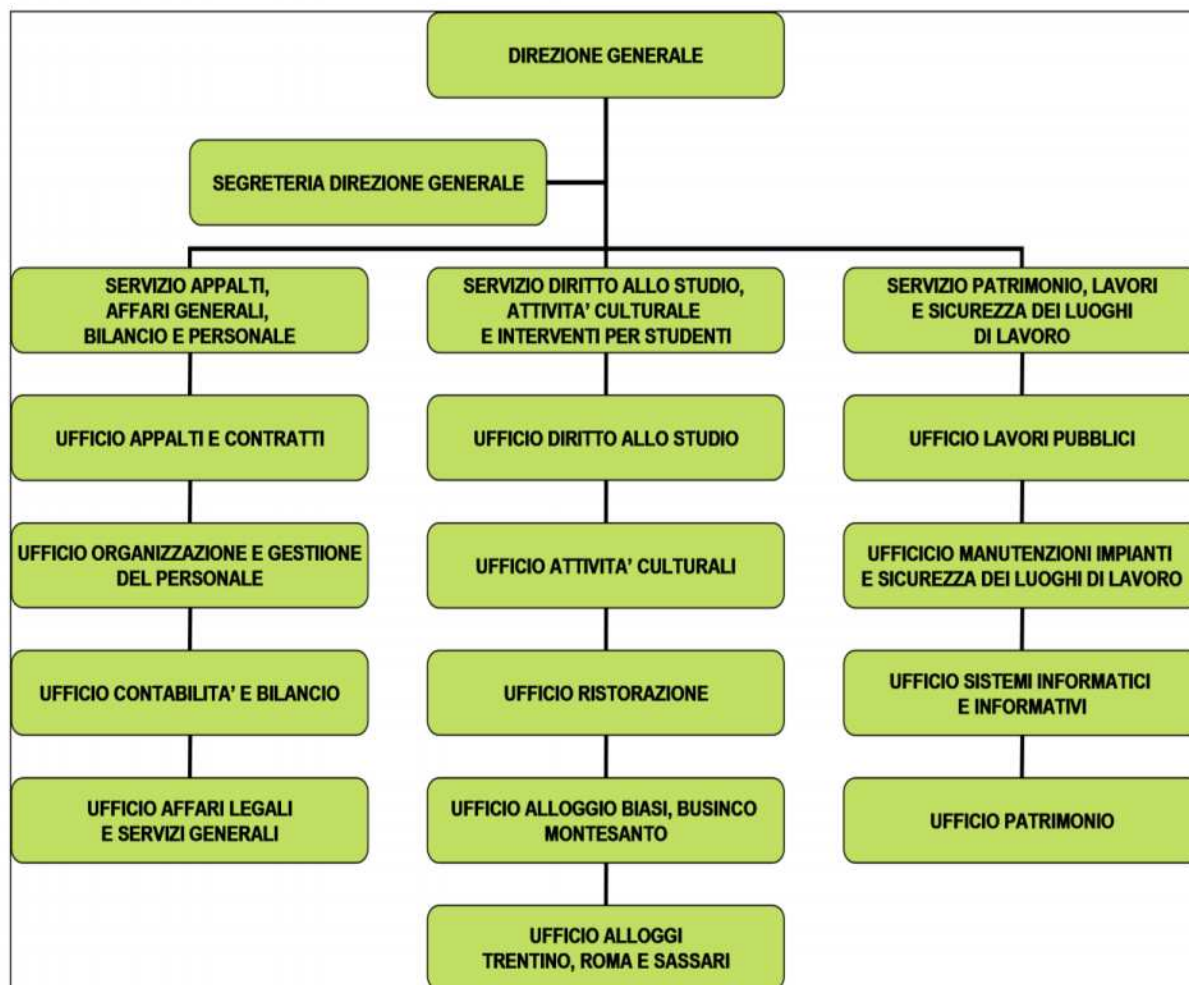 DIREZIONE GENERALE
SEGRETERIA DIREZIONE GENERALE
SERVIZIO APPALTI,
AFFARI GENERALI,
BILANCIO E PERSONALE
SERVIZIO DIRITTO ALLO STUDIO,
ATTIVITA' CULTURALE
E INTERVENTI PER STUDENTI
SERVIZIO PATRIMONIO, LAVORI
E SICUREZZA DEI LUOGHI
DI LAVORO
UFFICIO APPALTI E CONTRATTI
UFFICIO DIRITTO ALLO STUDIO
UFFICIO LAVORI PUBBLICI
UFFICIO ORGANIZZAZIONE E GESTIIONE
DEL PERSONALE
UFFICIO ATTIVITA' CULTURALI
UFFICICIO MANUTENZIONI IMPIANTI
E SICUREZZA DEI LUOGHI DI LAVORO
UFFICIO CONTABILITA' E BILANCIO
UFFICIO RISTORAZIONE
UFFICIO SISTEMI INFORMATICI
E INFORMATIVI
UFFICIO AFFARI LEGALI
E SERVIZI GENERALI
UFFICIO ALLOGGIO BIASI, BUSINCO
MONTESANTO
UFFICIO PATRIMONIO
UFFICIO ALLOGGI
TRENTINO, ROMA E SASSARI